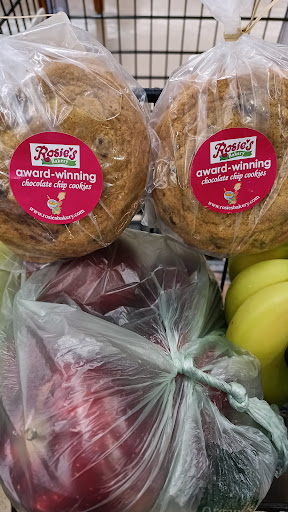 Rosie's
Bakery
award-winning
chocolate chip cookies
www.rosiesbakery.com
Rosie's
Bakery
award-winning
chocolate chip cookies
www.rosiesbakery.com